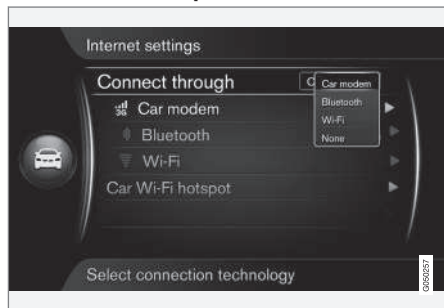 Internet settings
Connect through
Car modem
Bluetooth
Wi-Fi
None
3G Car modem
Bluetooth
Wi-Fi
Car Wi-Fi hotspot
Select connection technology
G050257